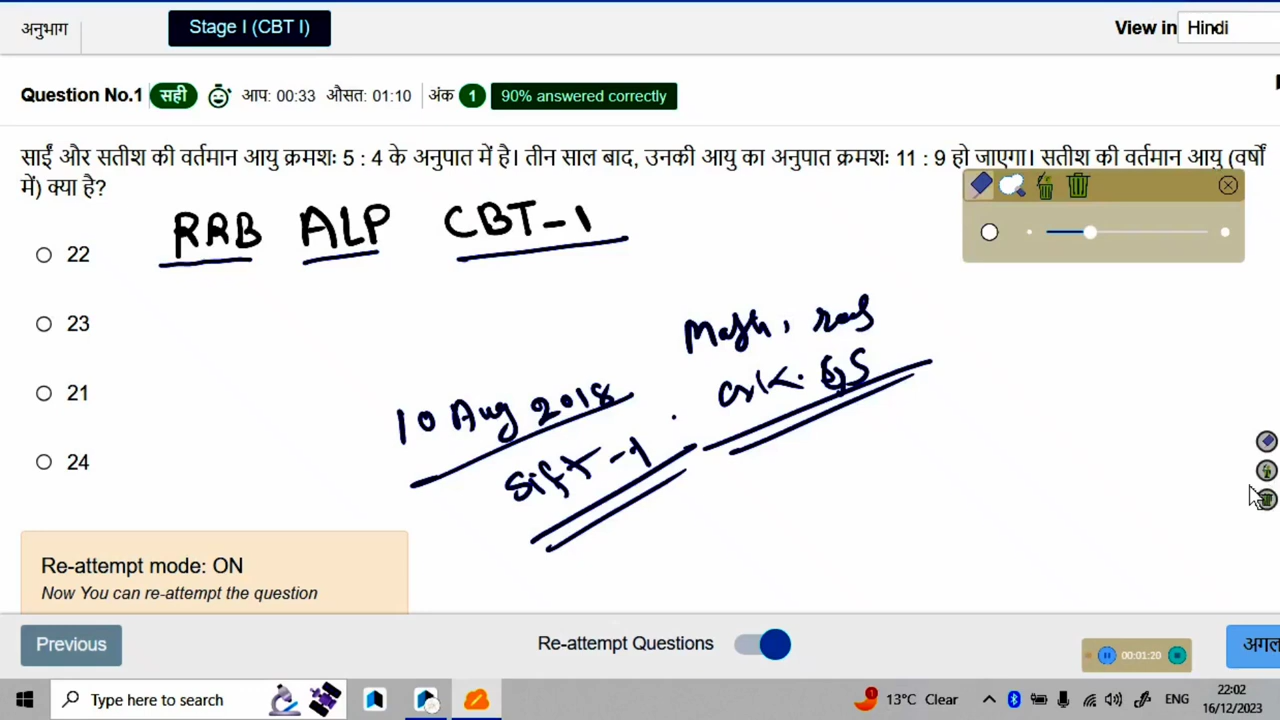 अनुभाग Stage I (CBT I) View in Hindi
Question No.1 सही आप: 00:33 औसत: 01:10 अंक 1 90% answered correctly
साईं और सतीश की वर्तमान आयु क्रमशः 5 : 4 के अनुपात में है। तीन साल बाद, उनकी आयु का अनुपात क्रमशः 11 : 9 हो जाएगा। सतीश की वर्तमान आयु (वर्षों
में) क्या है?
RRB ALP CBT-1
22
23
Math, reas
21
10 Aug 2018 GK. GS
Sift-1
24
Re-attempt mode: ON
Now You can re-attempt the question
Previous Re-attempt Questions 00:01:20 अगल
Type here to search 1 13°C Clear ENG 22:02
16/12/2023